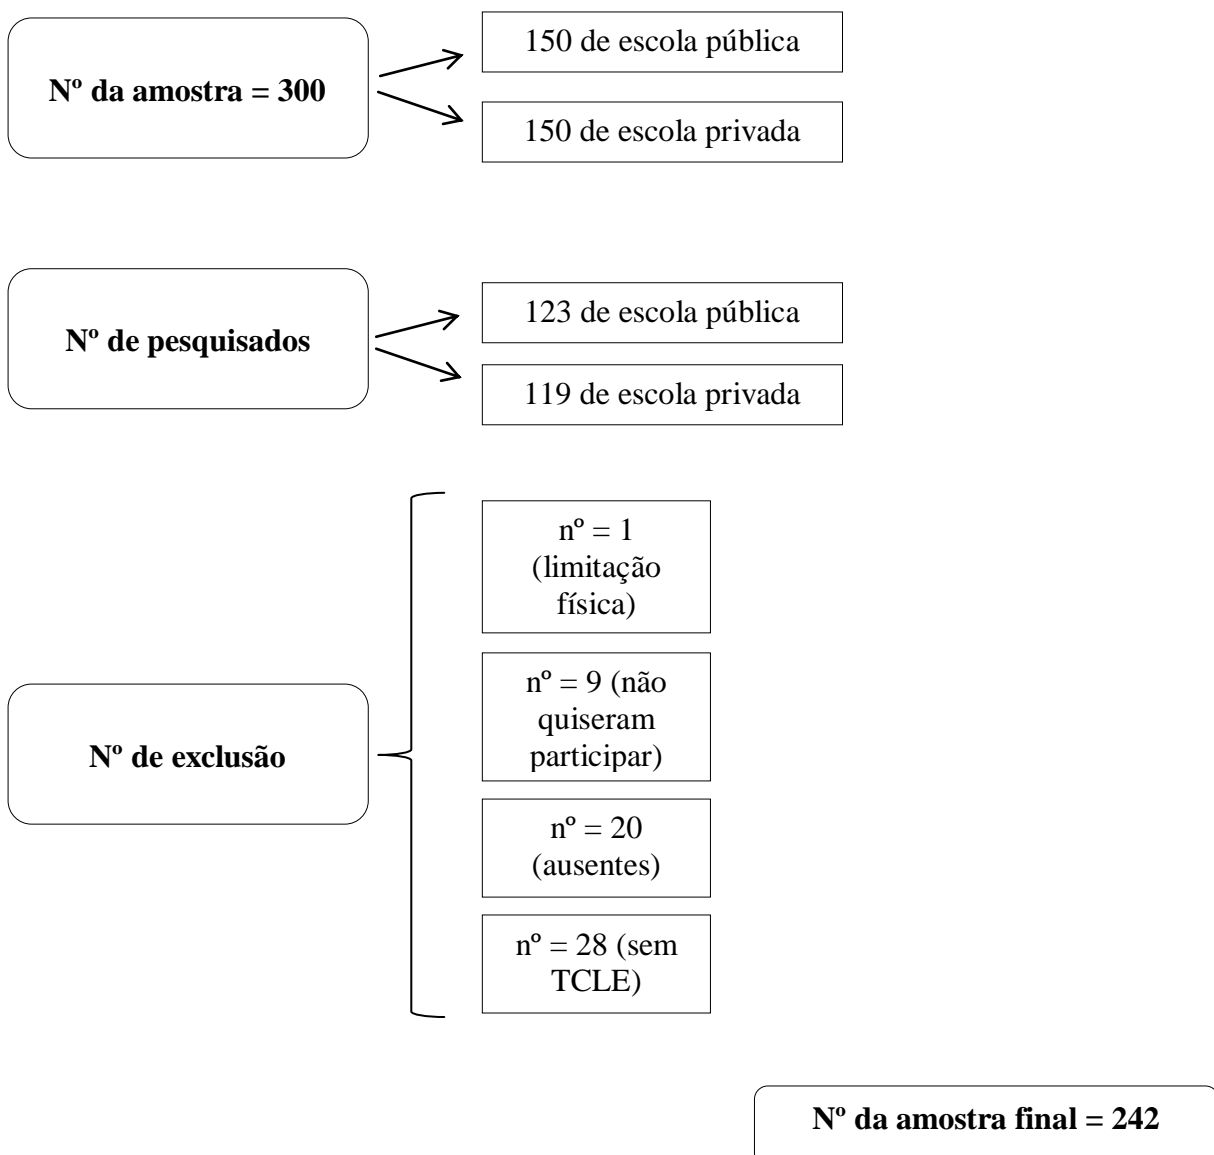 Nº da amostra = 300
150 de escola pública
150 de escola privada
Nº de pesquisados
123 de escola pública
119 de escola privada
Nº de exclusão
nº = 1
(limitação
física)
nº = 9 (não
quiseram
participar)
nº = 20
(ausentes)
nº = 28 (sem
TCLE)
Nº da amostra final = 242